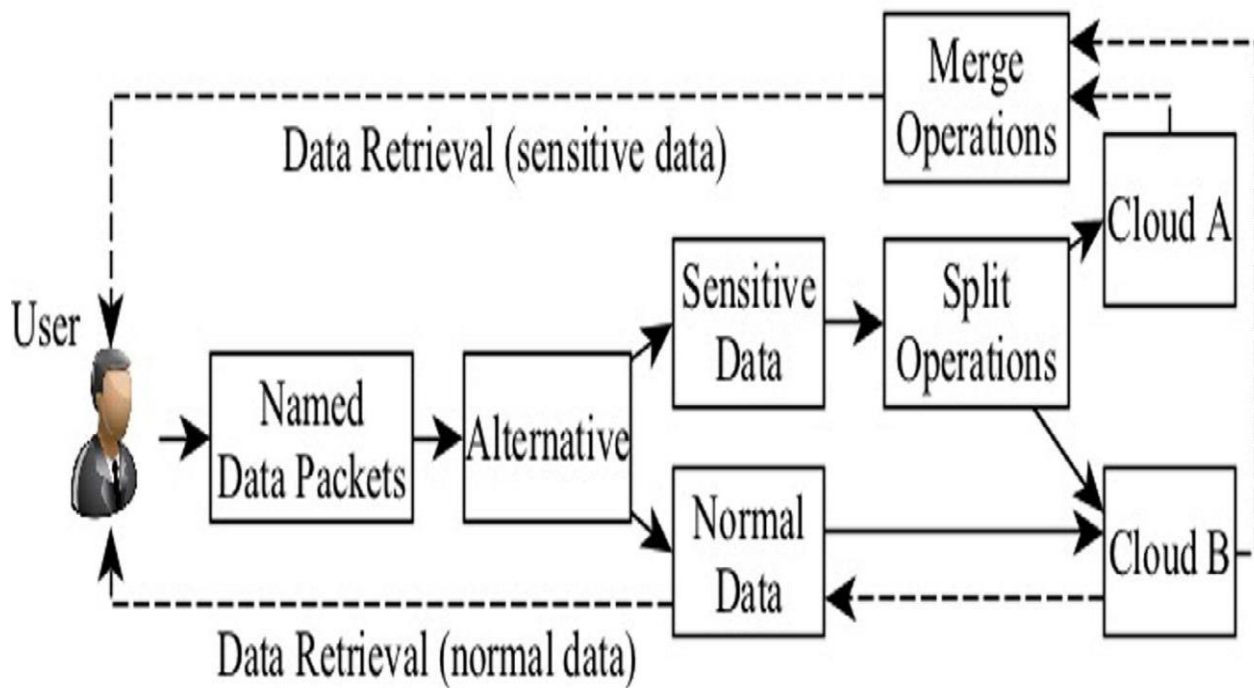 Merge
Operations
Data Retrieval (sensitive data)
Cloud A
Sensitive
Data
Split
Operations
User
Named
Data Packets
Alternative
Normal
Data
Cloud B
Data Retrieval (normal data)